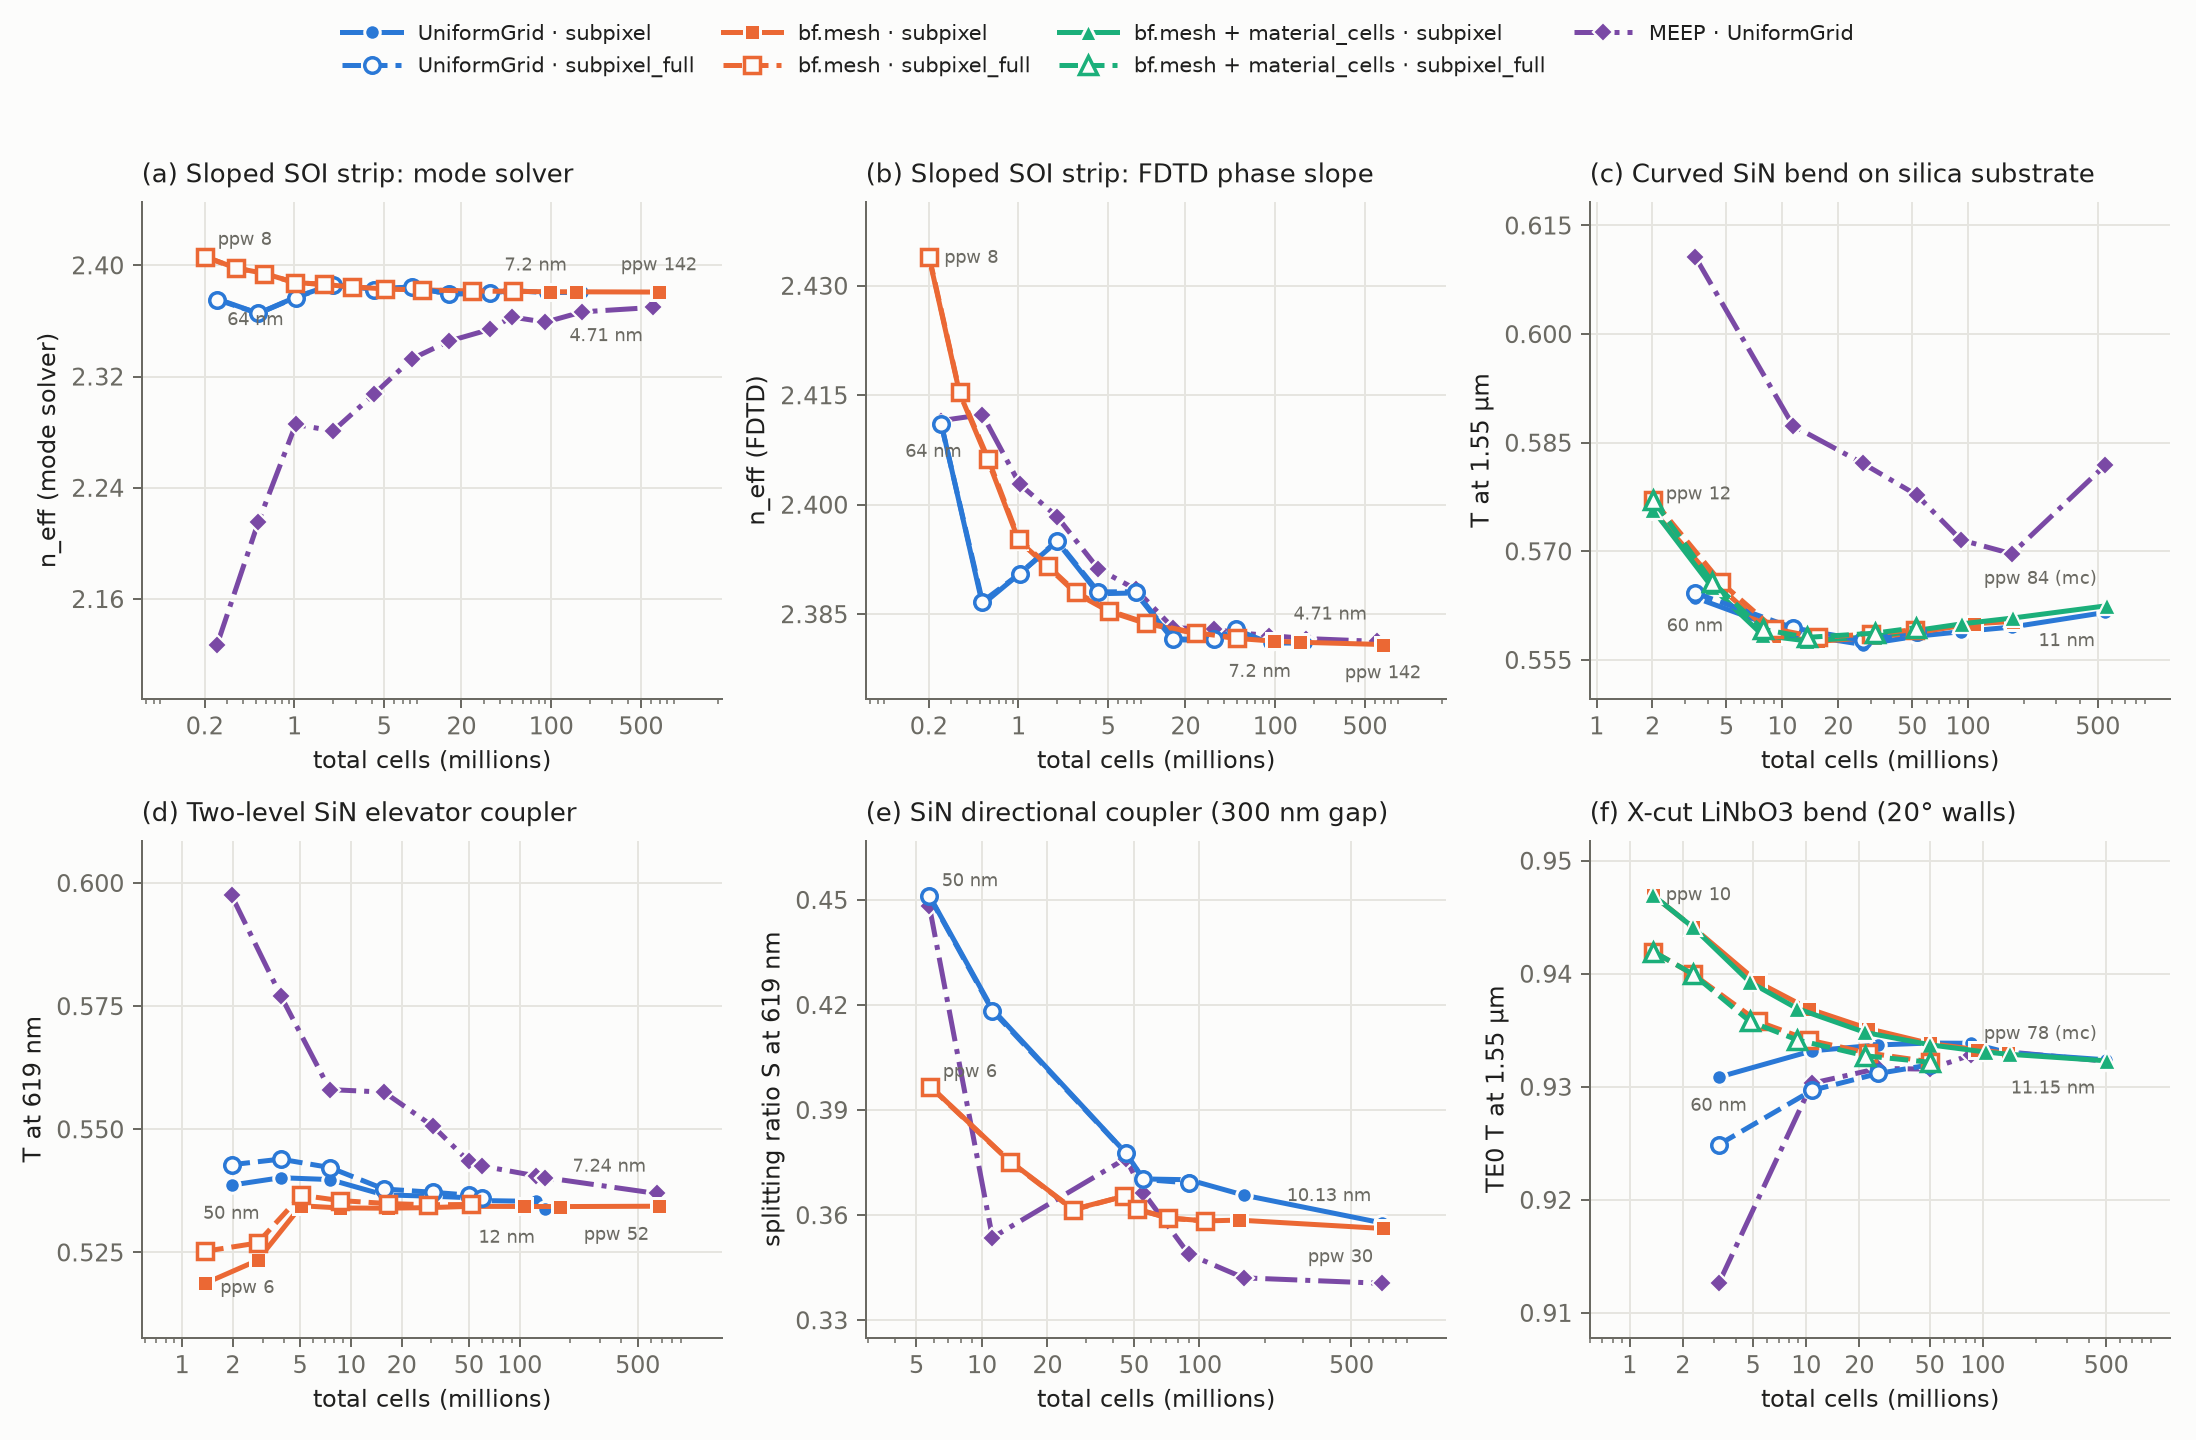 UniformGrid · subpixel
bf.mesh · subpixel
bf.mesh + material_cells · subpixel
MEEP · UniformGrid
UniformGrid · subpixel_full
bf.mesh · subpixel_full
bf.mesh + material_cells · subpixel_full
(a) Sloped SOI strip: mode solver
n_eff (mode solver)
2.40
2.32
2.24
2.16
ppw 8
64 nm
7.2 nm
ppw 142
4.71 nm
0.2 1 5 20 100 500
total cells (millions)
(b) Sloped SOI strip: FDTD phase slope
n_eff (FDTD)
2.430
2.415
2.400
2.385
ppw 8
64 nm
4.71 nm
7.2 nm
ppw 142
0.2 1 5 20 100 500
total cells (millions)
(c) Curved SiN bend on silica substrate
T at 1.55 µm
0.615
0.600
0.585
0.570
0.555
ppw 12
60 nm
ppw 84 (mc)
11 nm
1 2 5 10 20 50 100 500
total cells (millions)
(d) Two-level SiN elevator coupler
T at 619 nm
0.600
0.575
0.550
0.525
50 nm
ppw 6
7.24 nm
12 nm
ppw 52
1 2 5 10 20 50 100 500
total cells (millions)
(e) SiN directional coupler (300 nm gap)
splitting ratio S at 619 nm
0.45
0.42
0.39
0.36
0.33
50 nm
ppw 6
10.13 nm
ppw 30
5 10 20 50 100 500
total cells (millions)
(f) X-cut LiNbO3 bend (20° walls)
TE0 T at 1.55 µm
0.95
0.94
0.93
0.92
0.91
ppw 10
60 nm
ppw 78 (mc)
11.15 nm
1 2 5 10 20 50 100 500
total cells (millions)